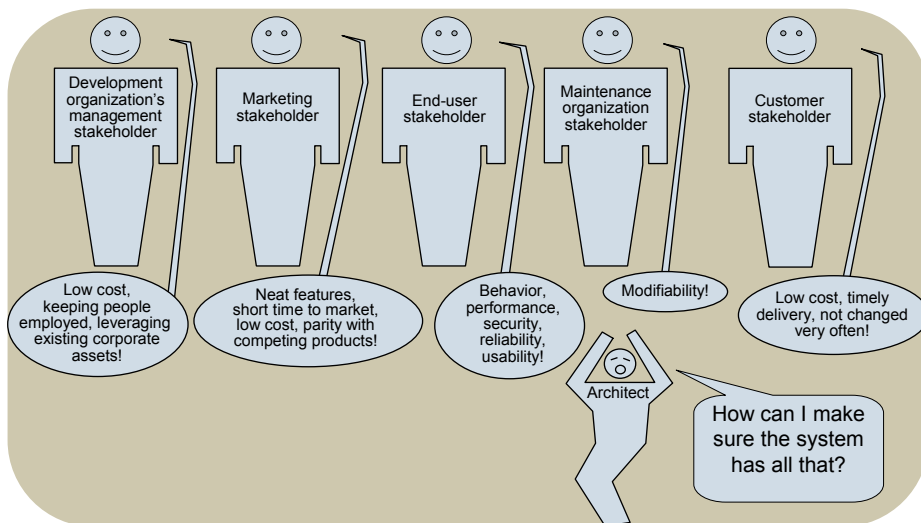 Development
organization's
management
stakeholder
Marketing
stakeholder
End-user
stakeholder
Maintenance
organization
stakeholder
Customer
stakeholder
Low cost,
keeping people
employed, leveraging
existing corporate
assets!
Neat features,
short time to market,
low cost, parity with
competing products!
Behavior,
performance,
security,
reliability,
usability!
Modifiability!
Low cost, timely
delivery, not changed
very often!
Architect
How can I make
sure the system
has all that?